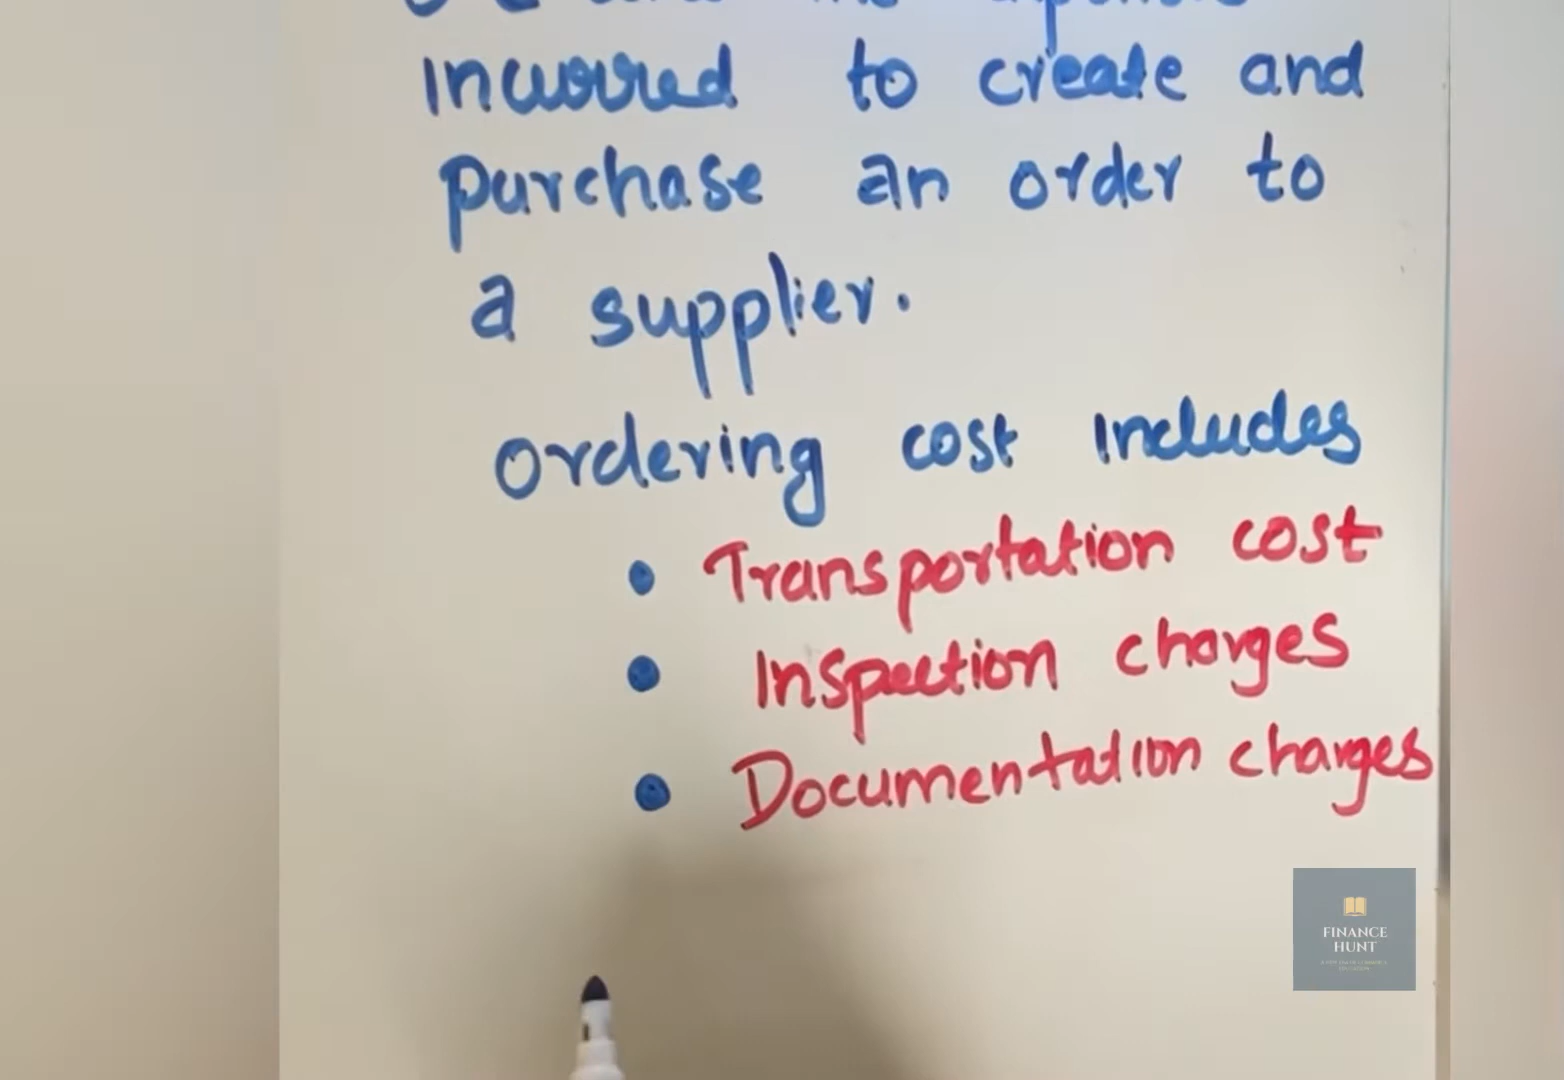 incurred to create and
purchase an order to
a supplier.
ordering cost includes
• Transportation cost
• Inspection charges
• Documentation charges
FINANCE
HUNT